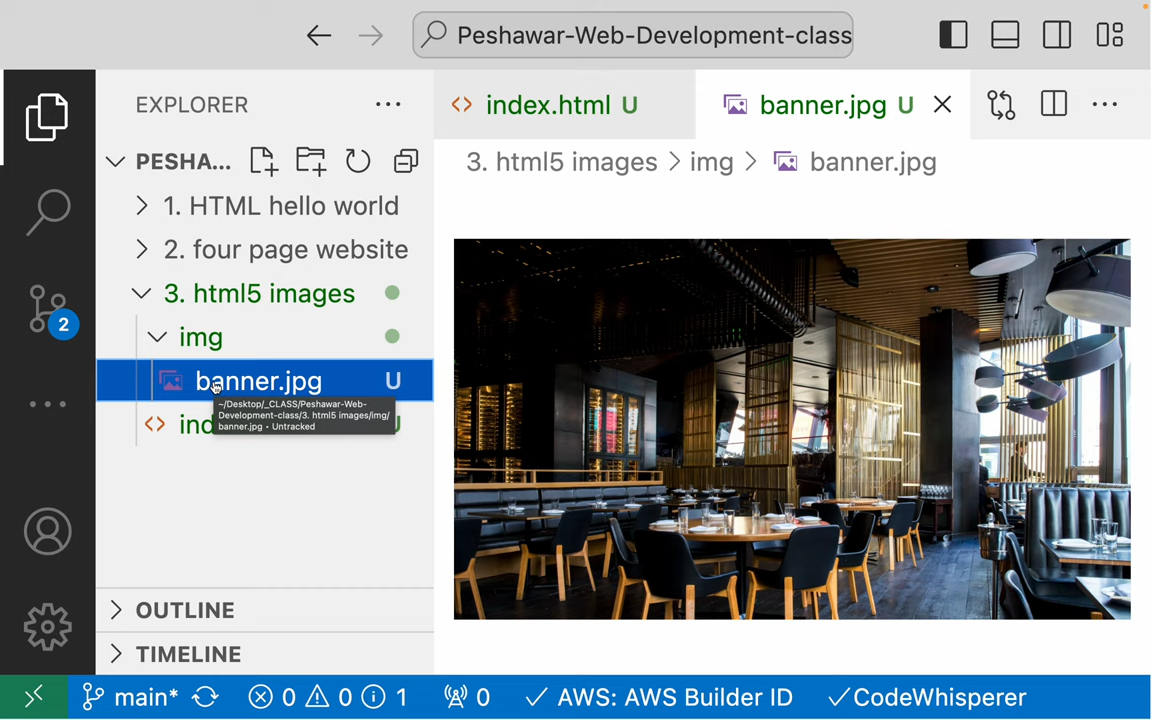 Peshawar-Web-Development-class
EXPLORER
index.html U
banner.jpg U
PESHA...
3. html5 images > img > banner.jpg
1. HTML hello world
2. four page website
3. html5 images
img
banner.jpg U
~/Desktop/_CLASS/Peshawar-Web-
Development-class/3. html5 images/img/
banner.jpg • Untracked
ind
OUTLINE
TIMELINE
2
main* 0 0 1 0 AWS: AWS Builder ID CodeWhisperer